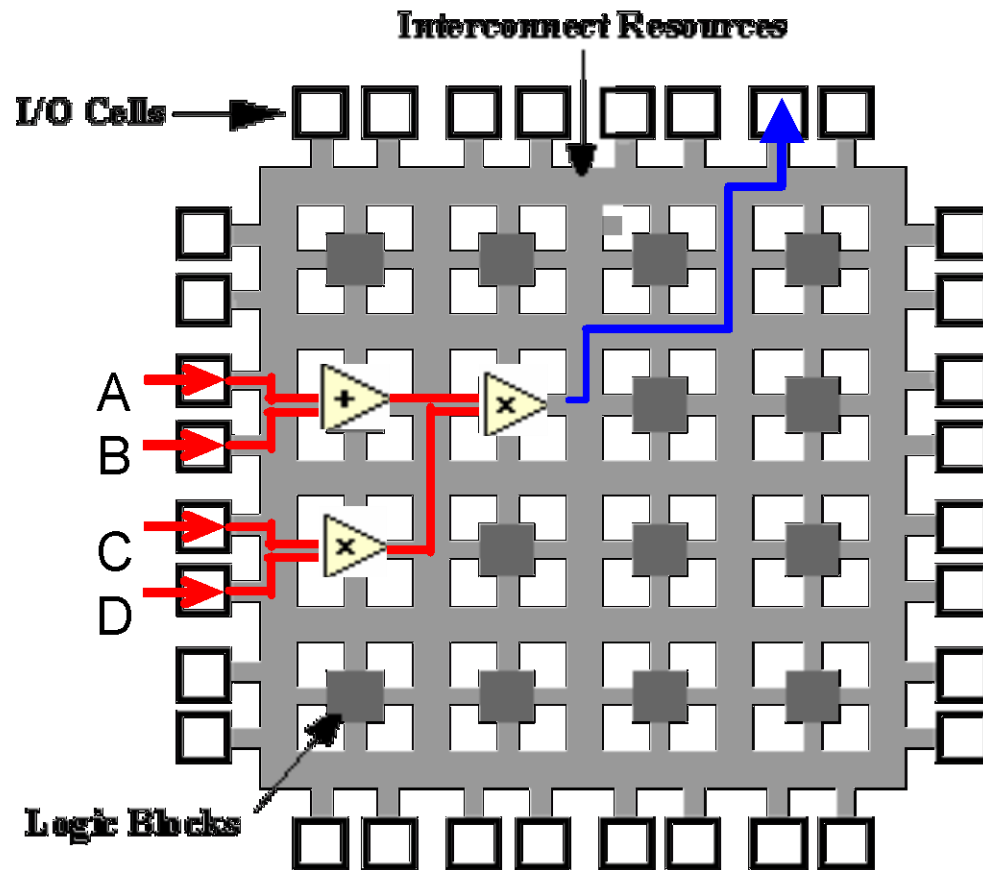 Interconnect Resources
I/O Cells
A
B
+
x
C
x
D
Logic Blocks